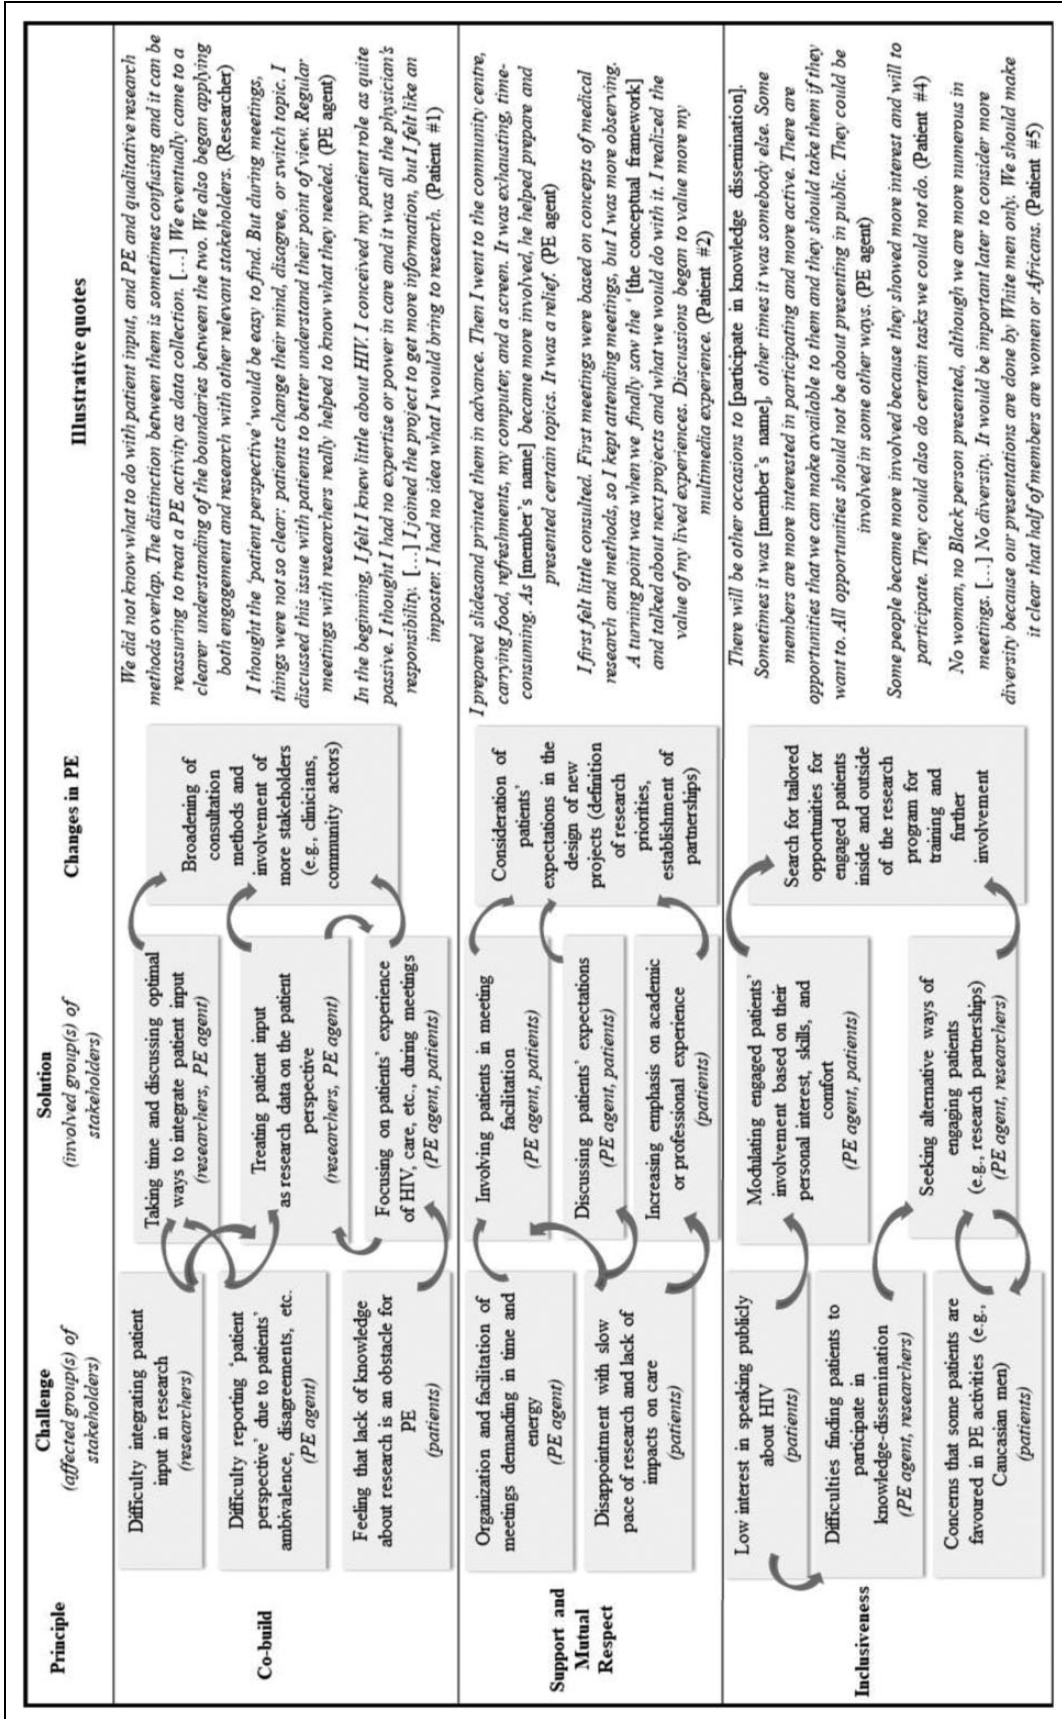 Principle
Challenge
(affected group(s) of
stakeholders)
Solution
(involved group(s) of
stakeholders)
Changes in PE
Illustrative quotes
Co-build
Difficulty integrating patient
input in research
(researchers)
Difficulty reporting ‘patient
perspective’ due to patients’
ambivalence, disagreements, etc.
(PE agent)
Feeling that lack of knowledge
about research is an obstacle for
PE
(patients)
Taking time and discussing optimal
ways to integrate patient input
(researchers, PE agent)
Treating patient input
as research data on the patient
perspective
(researchers, PE agent)
Focusing on patients’ experience
of HIV, care, etc., during meetings
(PE agent, patients)
Broadening of
consultation
methods and
involvement of
more stakeholders
(e.g., clinicians,
community actors)
We did not know what to do with patient input, and PE and qualitative research
methods overlap. The distinction between them is sometimes confusing and it can be
reassuring to treat a PE activity as data collection. […] We eventually came to a
clearer understanding of the boundaries between the two. We also began applying
both engagement and research with other relevant stakeholders. (Researcher)
I thought the ‘patient perspective’ would be easy to find. But during meetings,
things were not so clear: patients change their mind, disagree, or switch topic. I
discussed this issue with patients to better understand their point of view. Regular
meetings with researchers really helped to know what they needed. (PE agent)
In the beginning, I felt I knew little about HIV. I conceived my patient role as quite
passive. I thought I had no expertise or power in care and it was all the physician’s
responsibility. […] I joined the project to get more information, but I felt like an
imposter: I had no idea what I would bring to research. (Patient #1)
Support and
Mutual
Respect
Organization and facilitation of
meetings demanding in time and
energy
(PE agent)
Disappointment with slow
pace of research and lack of
impacts on care
(patients)
Involving patients in meeting
facilitation
(PE agent, patients)
Discussing patients’ expectations
(PE agent, patients)
Increasing emphasis on academic
or professional experience
(patients)
Consideration of
patients’
expectations in the
design of new
projects (definition
of research
priorities,
establishment of
partnerships)
I prepared slidesand printed them in advance. Then I went to the community centre,
carrying food, refreshments, my computer, and a screen. It was exhausting, time-
consuming. As [member’s name] became more involved, he helped prepare and
presented certain topics. It was a relief. (PE agent)
I first felt little consulted. First meetings were based on concepts of medical
research and methods, so I kept attending meetings, but I was more observing.
A turning point was when we finally saw the ‘ [the conceptual framework]
and talked about next projects and what we would do with it. I realized the
value of my lived experiences. Discussions began to value more my
multimedia experience. (Patient #2)
Inclusiveness
Low interest in speaking publicly
about HIV
(patients)
Difficulties finding patients to
participate in
knowledge-dissemination
(PE agent, researchers)
Concerns that some patients are
favoured in PE activities (e.g.,
Caucasian men)
(patients)
Modulating engaged patients’
involvement based on their
personal interest, skills, and
comfort
(PE agent, patients)
Seeking alternative ways of
engaging patients
(e.g., research partnerships)
(PE agent, researchers)
Search for tailored
opportunities for
engaged patients
inside and outside
of the research
program for
training and
further
involvement
There will be other occasions to [participate in knowledge dissemination].
Sometimes it was [member’s name], other times it was somebody else. Some
members are more interested in participating and more active. There are
opportunities that we can make available to them and they should take them if they
want to. All opportunities should not be about presenting in public. They could be
involved in some other ways. (PE agent)
Some people became more involved because they showed more interest and will to
participate. They could also do certain tasks we could not do. (Patient #4)
No woman, no Black person presented, although we are more numerous in
meetings. […] No diversity. It would be important later to consider more
diversity because our presentations are done by White men only. We should make
it clear that half of members are women or Africans. (Patient #5)